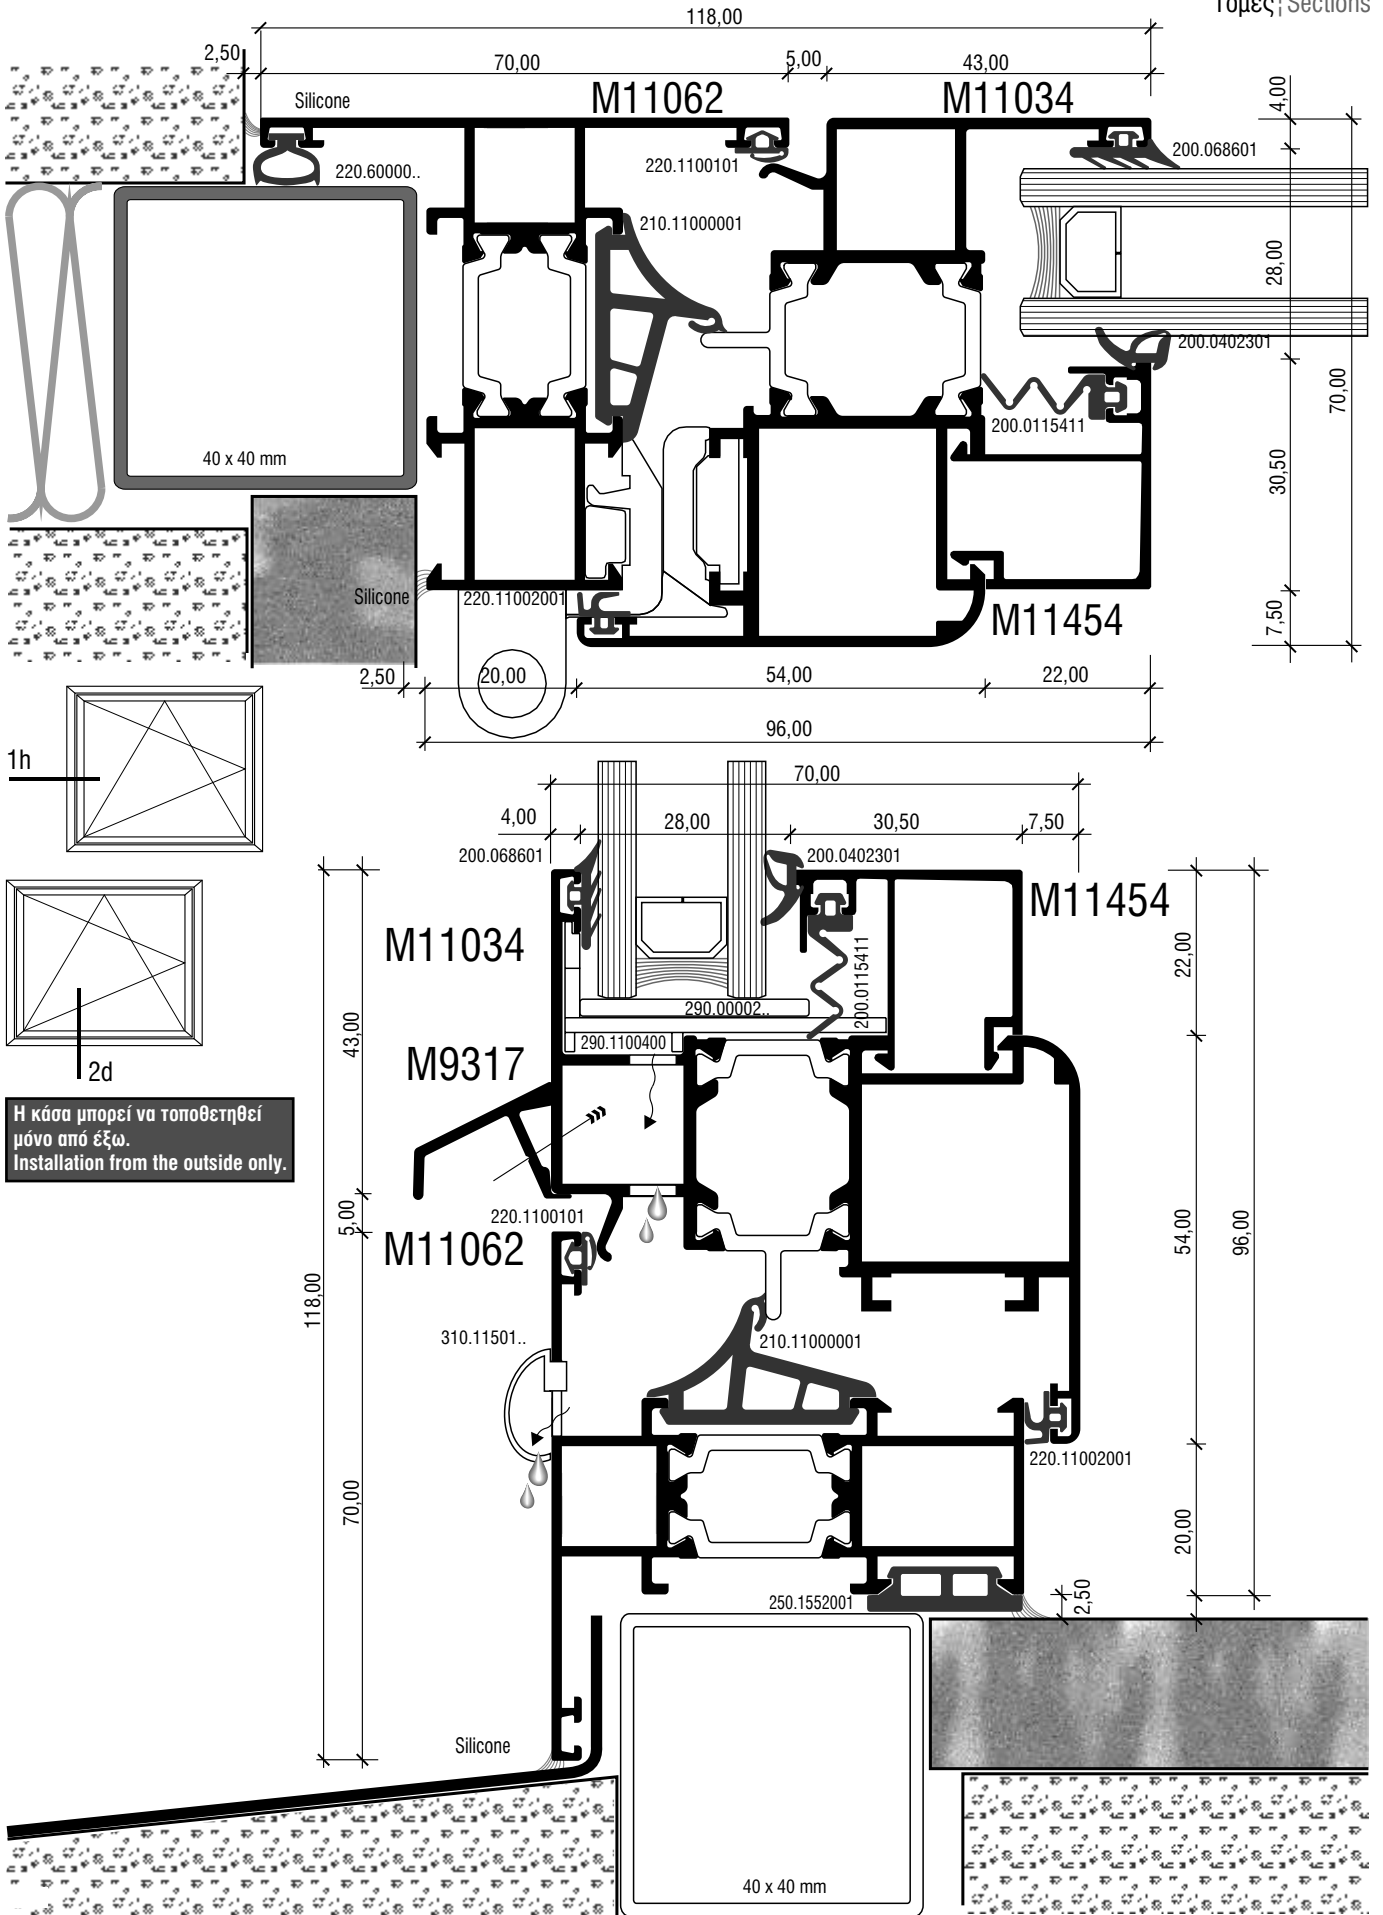 Τομές¦Sections
118,00
2,50
70,00
5,00
43,00
4,00
Silicone
M11062
M11034
220.60000..
220.1100101
200.068601
210.11000001
28,00
200.0402301
70,00
200.0115411
40 x 40 mm
30,50
Silicone
220.11002001
M11454
7,50
2,50
20,00
54,00
22,00
96,00
1h
2d
Η κάσα μπορεί να τοποθετηθεί
μόνο από έξω.
Installation from the outside only.
70,00
4,00
28,00
30,50
7,50
200.068601
200.0402301
M11454
M11034
22,00
200.0115411
290.00002..
290.1100400
43,00
M9317
220.1100101
5,00
M11062
54,00
96,00
118,00
310.11501..
210.11000001
220.11002001
70,00
20,00
250.1552001
2,50
Silicone
40 x 40 mm